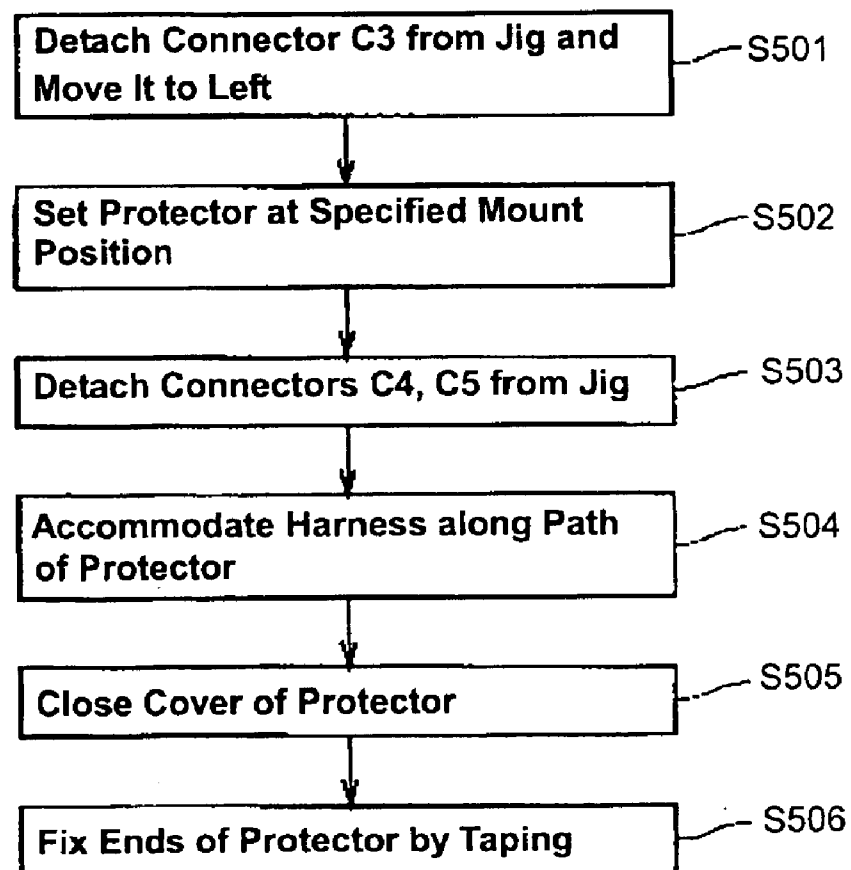 Detach Connector C3 from Jig and
Move It to Left
S501
Set Protector at Specified Mount
Position
S502
Detach Connectors C4, C5 from Jig
S503
Accommodate Harness along Path
of Protector
S504
Close Cover of Protector
S505
Fix Ends of Protector by Taping
S506